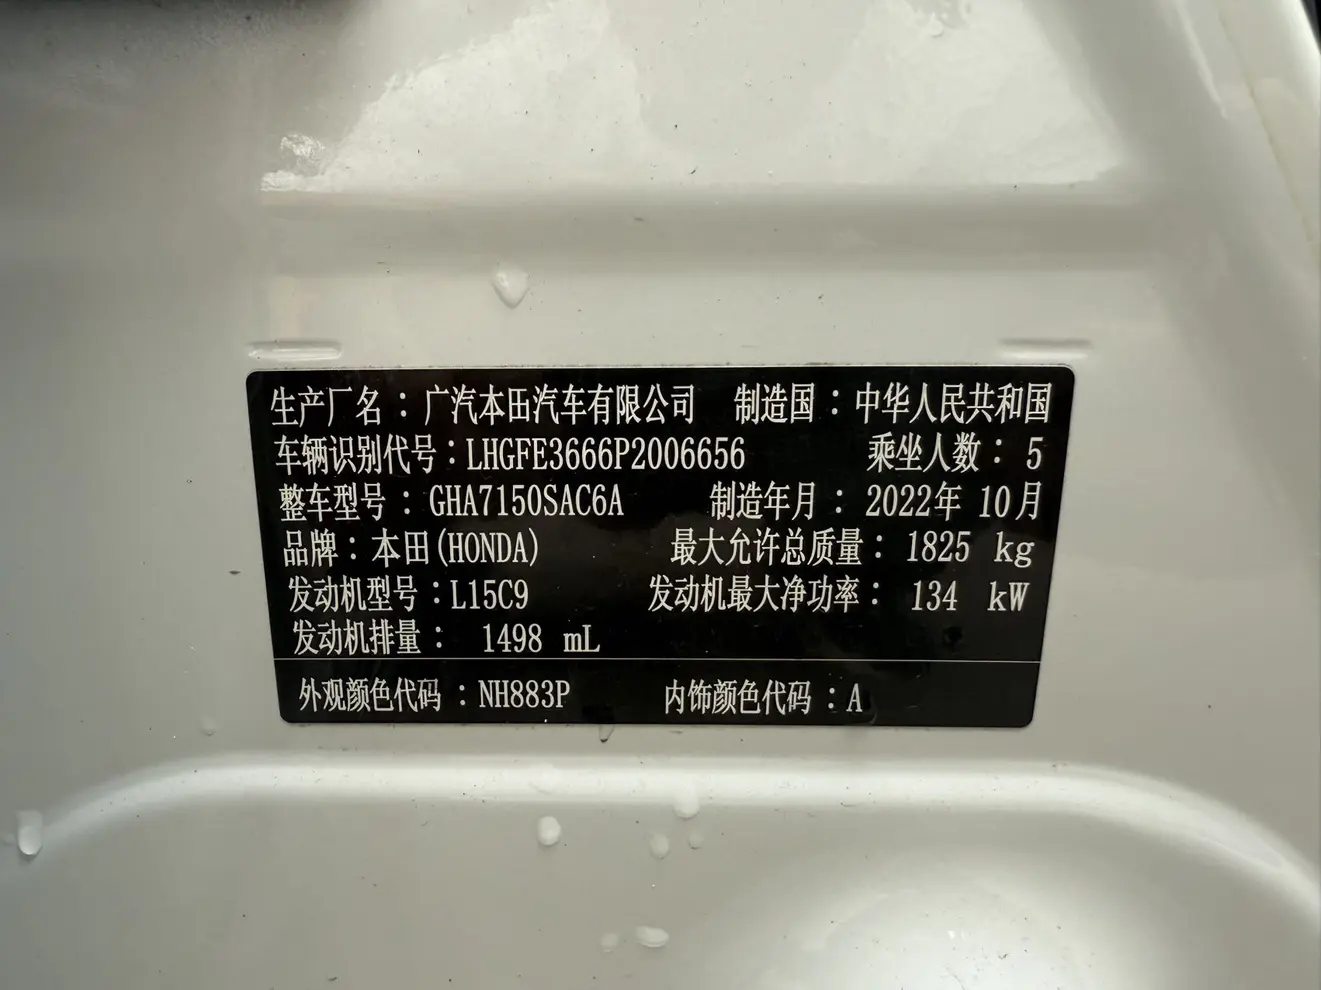 生产厂名：广汽本田汽车有限公司 制造国：中华人民共和国
车辆识别代号：LHGFE3666P2006656 乘坐人数：5
整车型号：GHA7150SAC6A 制造年月：2022年 10月
品牌：本田(HONDA) 最大允许总质量：1825 kg
发动机型号：L15C9 发动机最大净功率：134 kW
发动机排量：1498 mL
外观颜色代码：NH883P 内饰颜色代码：A